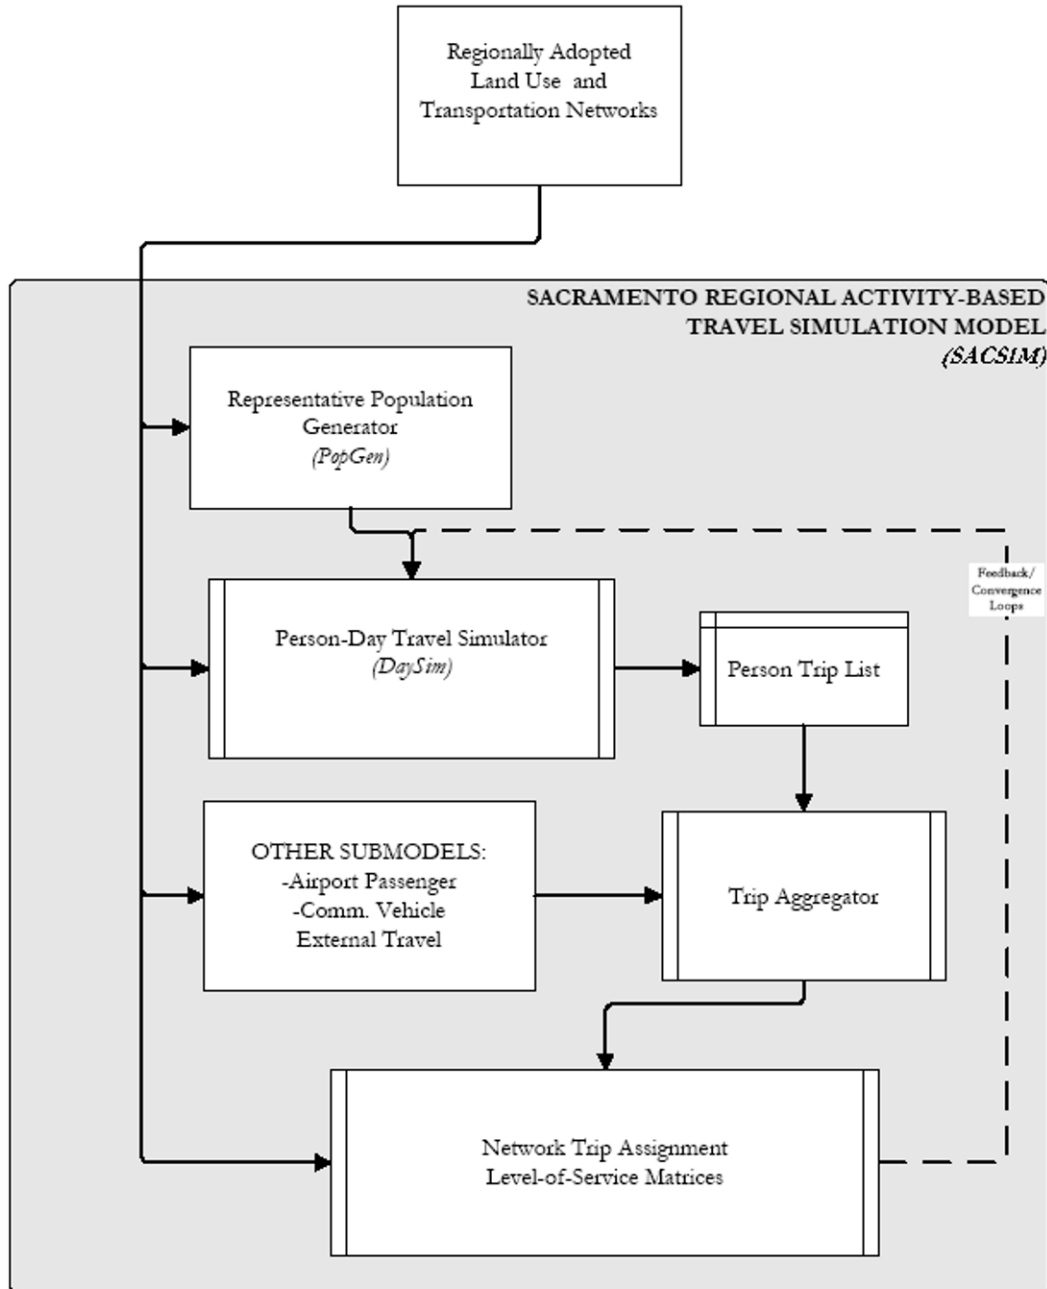 Regionally Adopted
Land Use and
Transportation Networks
SACRAMENTO REGIONAL ACTIVITY-BASED
TRAVEL SIMULATION MODEL
(SACSIM)
Representative Population
Generator
(PopGen)
Feedback/
Convergence
Loops
Person-Day Travel Simulator
(DaySim)
Person Trip List
OTHER SUBMODELS:
-Airport Passenger
-Comm. Vehicle
External Travel
Trip Aggregator
Network Trip Assignment
Level-of-Service Matrices